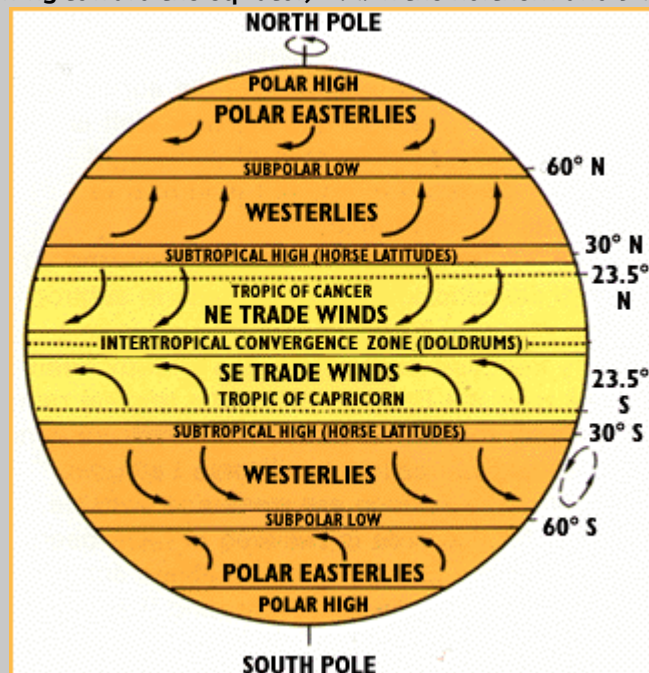 NORTH POLE
POLAR HIGH
POLAR EASTERLIES
SUBPOLAR LOW
60° N
WESTERLIES
30° N
SUBTROPICAL HIGH (HORSE LATITUDES)
23.5°
N
TROPIC OF CANCER
NE TRADE WINDS
INTERTROPICAL CONVERGENCE ZONE (DOLDRUMS)
SE TRADE WINDS
23.5°
S
TROPIC OF CAPRICORN
SUBTROPICAL HIGH (HORSE LATITUDES)
30° S
WESTERLIES
SUBPOLAR LOW
60° S
POLAR EASTERLIES
POLAR HIGH
SOUTH POLE